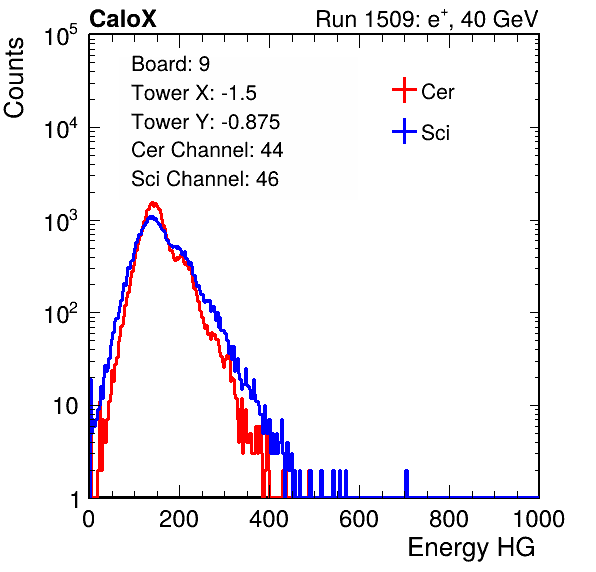 CaloX Run 1509: e⁺, 40 GeV
Counts
10⁵
10⁴
10³
10²
10
1
Board: 9
Tower X: -1.5
Tower Y: -0.875
Cer Channel: 44
Sci Channel: 46
Cer
Sci
0 200 400 600 800 1000
Energy HG